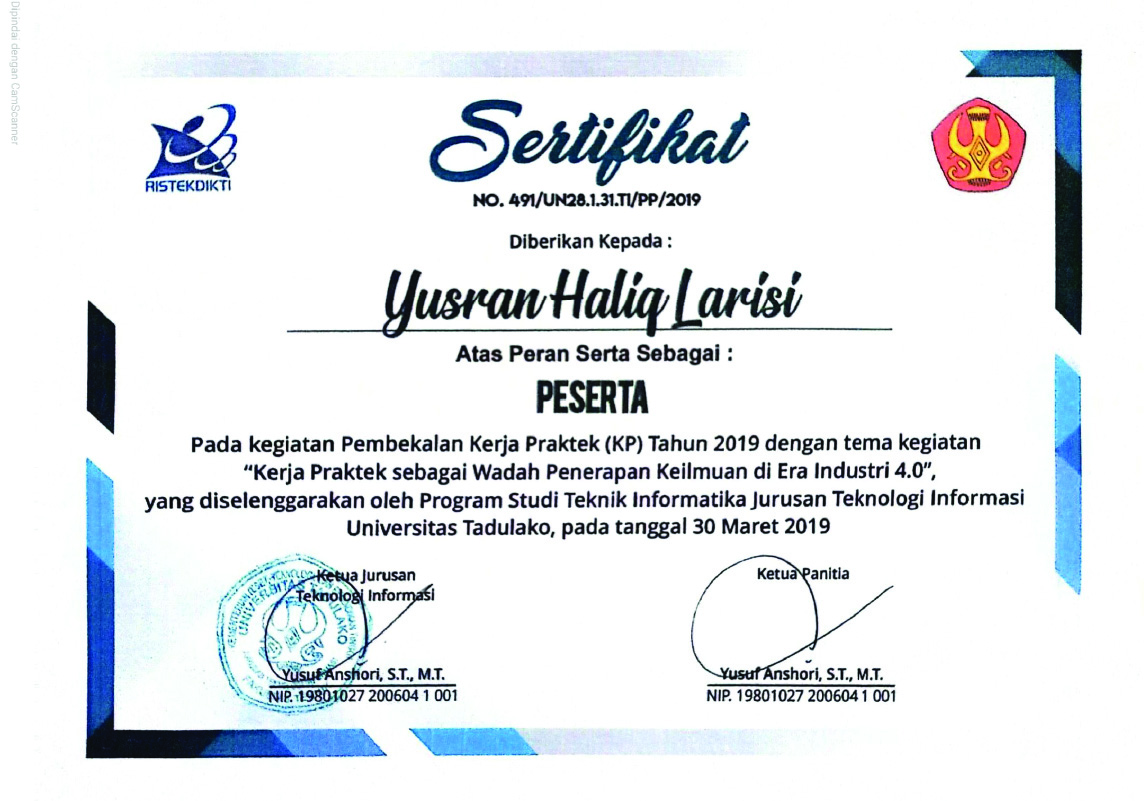 Dipindai dengan CamScanner
RISTEKDIKTI
Sertifikat
NO. 491/UN28.1.31.TI/PP/2019
Diberikan Kepada :
Yusran Haliq Larisi
Atas Peran Serta Sebagai :
PESERTA
Pada kegiatan Pembekalan Kerja Praktek (KP) Tahun 2019 dengan tema kegiatan
“Kerja Praktek sebagai Wadah Penerapan Keilmuan di Era Industri 4.0”,
yang diselenggarakan oleh Program Studi Teknik Informatika Jurusan Teknologi Informasi
Universitas Tadulako, pada tanggal 30 Maret 2019
Ketua Jurusan
Teknologi Informasi
UNIVERSITAS TADULAKO
Yusuf Anshori, S.T., M.T.
NIP. 19801027 200604 1 001
Ketua Panitia
Yusuf Anshori, S.T., M.T.
NIP. 19801027 200604 1 001